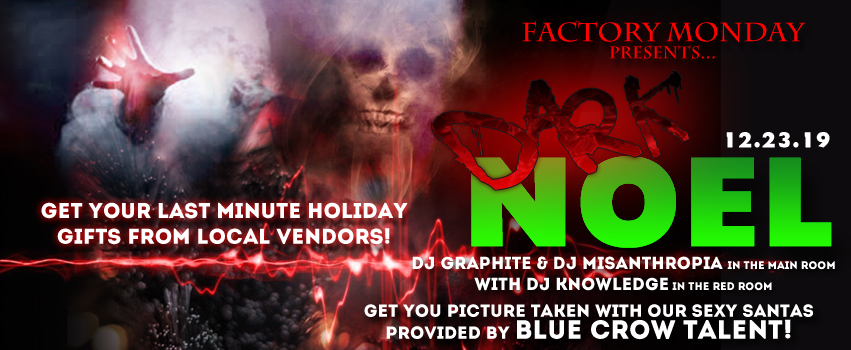 FACTORY MONDAY
PRESENTS...
DARK
12.23.19
NOEL
GET YOUR LAST MINUTE HOLIDAY
GIFTS FROM LOCAL VENDORS!
DJ GRAPHITE & DJ MISANTHROPIA IN THE MAIN ROOM
WITH DJ KNOWLEDGE IN THE RED ROOM
GET YOU PICTURE TAKEN WITH OUR SEXY SANTAS
PROVIDED BY BLUE CROW TALENT!